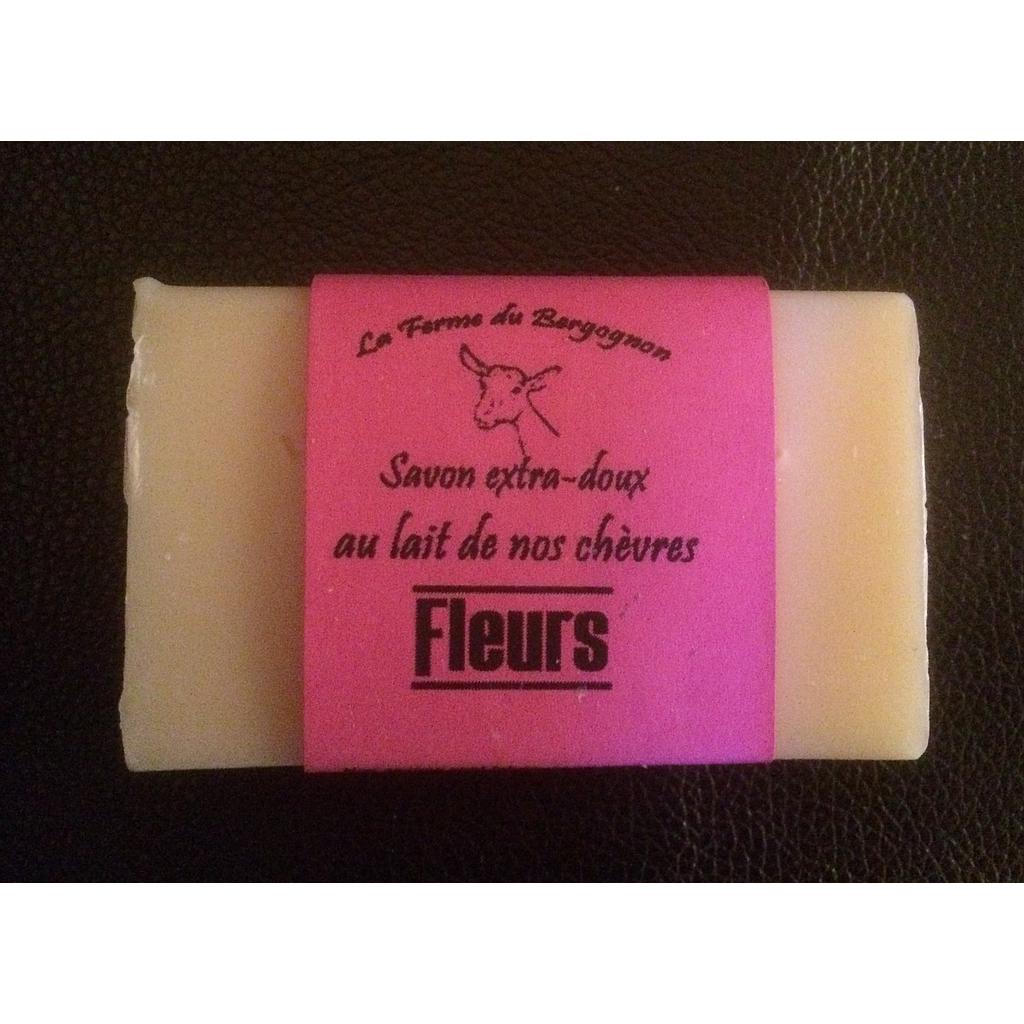 La Ferme du Bergognon
Savon extra-doux
au lait de nos chèvres
Fleurs